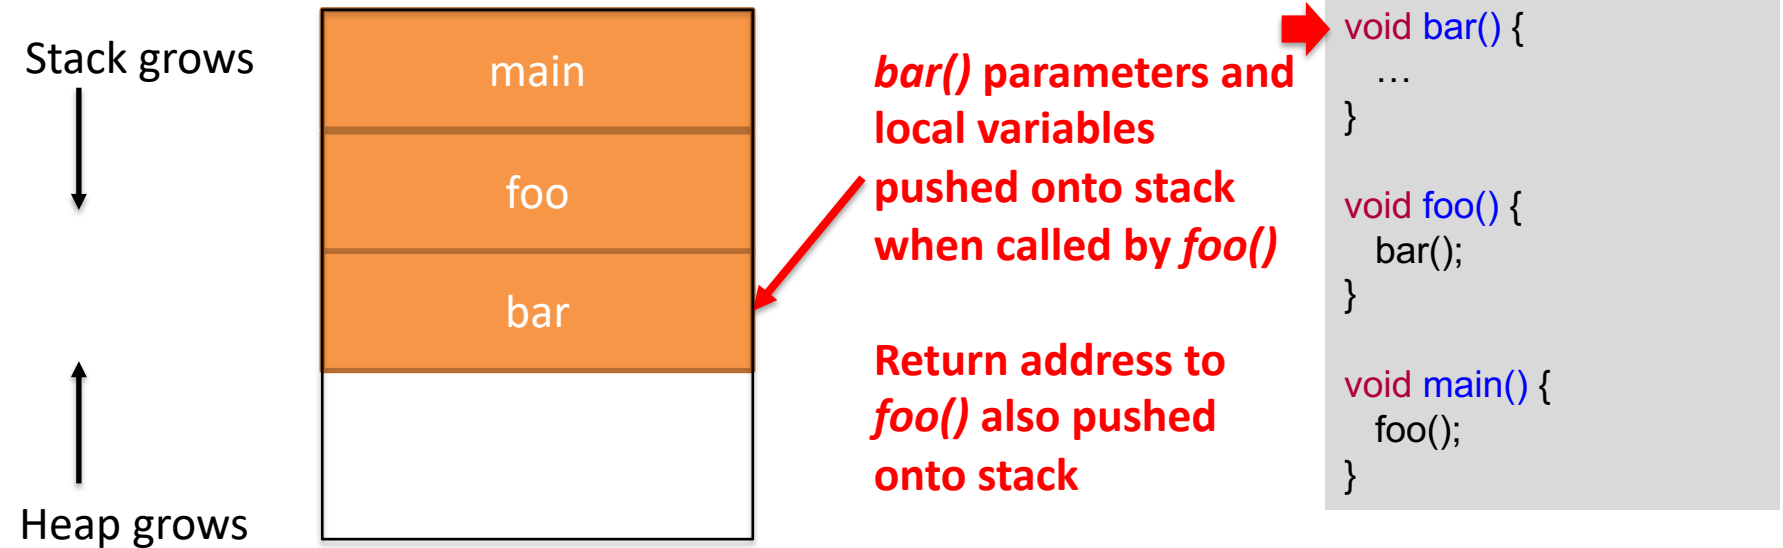 Stack grows
Heap grows
main
foo
bar
bar() parameters and
local variables
pushed onto stack
when called by foo()
Return address to
foo() also pushed
onto stack
void bar() {
…
}
void foo() {
bar();
}
void main() {
foo();
}